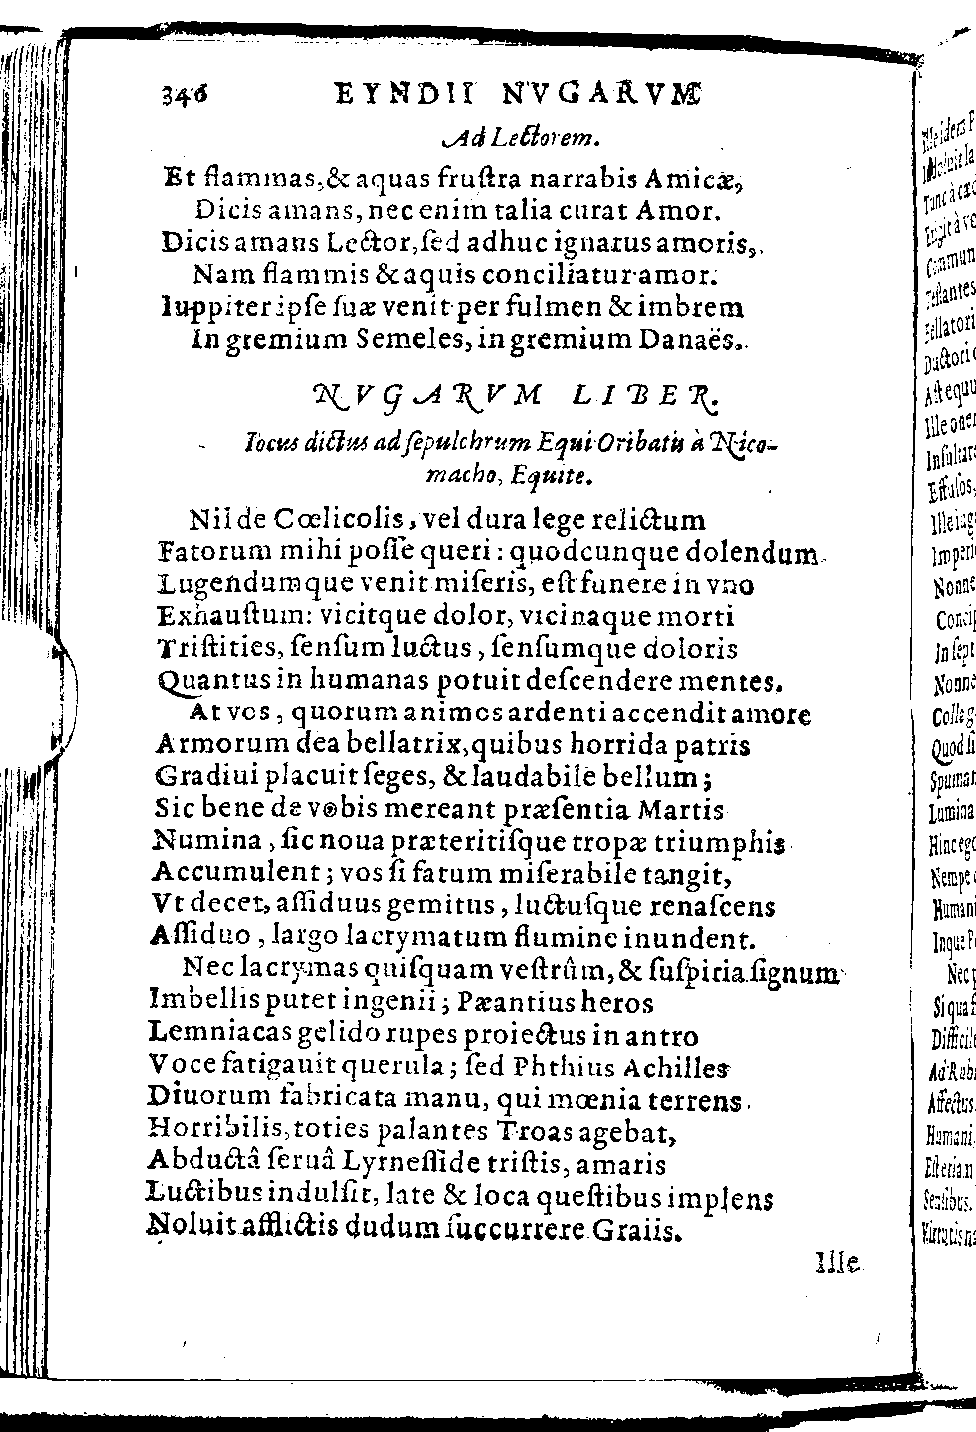 346 EYNDII NVGARVM
Ad Lectorem.
Et flammas, & aquas fruſtra narrabis Amicæ,
Dicis amans, nec enim talia curat Amor.
Dicis amans Lector, ſed adhuc ignarus amoris,
Nam flammis & aquis conciliatur amor.
Iuppiter ipſe ſuæ venit per fulmen & imbrem
In gremium Semeles, in gremium Danaës.
NVGARVM LIBER.
Iocus dictus ad ſepulchrum Equi Oribatis à Nico-
macho, Equite.
Nil de Cœlicolis, vel dura lege relictum
Fatorum mihi poſſe queri: quodcunque dolendum
Lugendumque venit miſeris, eſt funere in vno
Exhauſtum: vicitque dolor, vicinaque morti
Triſtities, ſenſum luctus, ſenſumque doloris
Quantus in humanas potuit deſcendere mentes.
At vos, quorum animos ardenti accendit amore
Armorum dea bellatrix, quibus horrida patris
Gradiui placuit ſeges, & laudabile bellum;
Sic bene de vobis mereant præſentia Martis
Numina, ſic noua præteritiſque tropæ triumphis
Accumulent; vos ſi fatum miſerabile tangit,
Vt decet, aſſiduus gemitus, luctuſque renaſcens
Aſſiduo, largo lacrymatum flumine inundent.
Nec lacrymas quiſquam veſtrûm, & ſuſpiria ſignum
Imbellis putet ingenii; Pæantius heros
Lemniacas gelido rupes proiectus in antro
Voce fatigauit querula; ſed Phthius Achilles
Diuorum fabricata manu, qui mœnia terrens
Horribilis, toties palantes Troas agebat,
Abductâ ſeruâ Lyrneſſide triſtis, amaris
Luctibus indulſit, late & loca queſtibus implens
Noluit afflictis dudum ſuccurrere Graiis.
Ille